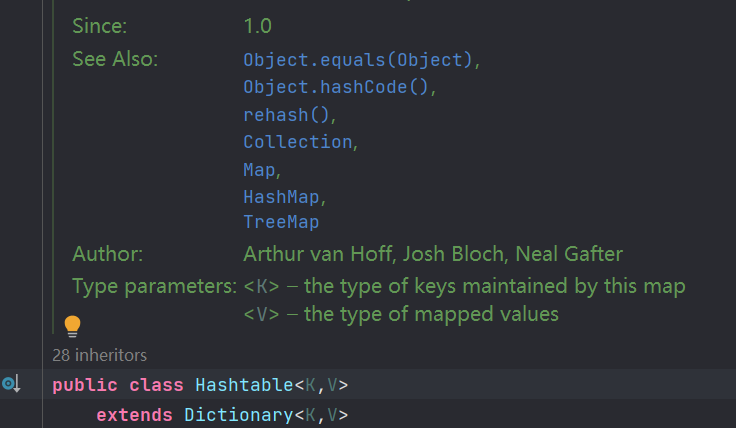 Since: 1.0
See Also: Object.equals(Object),
Object.hashCode(),
rehash(),
Collection,
Map,
HashMap,
TreeMap
Author: Arthur van Hoff, Josh Bloch, Neal Gafter
Type parameters: <K> – the type of keys maintained by this map
<V> – the type of mapped values
28 inheritors
public class Hashtable<K,V>
extends Dictionary<K,V>